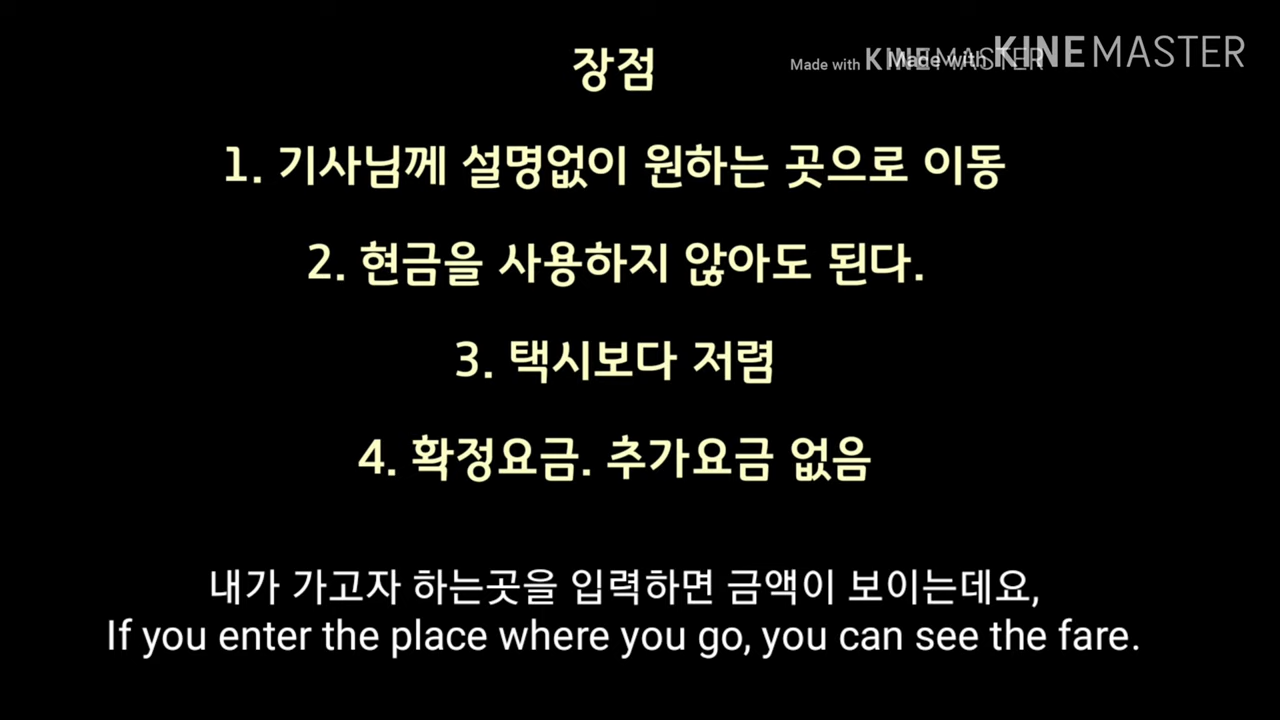 장점
Made with KINEMASTER
Made with KINEMASTER
1. 기사님께 설명없이 원하는 곳으로 이동
2. 현금을 사용하지 않아도 된다.
3. 택시보다 저렴
4. 확정요금. 추가요금 없음
내가 가고자 하는곳을 입력하면 금액이 보이는데요,
If you enter the place where you go, you can see the fare.